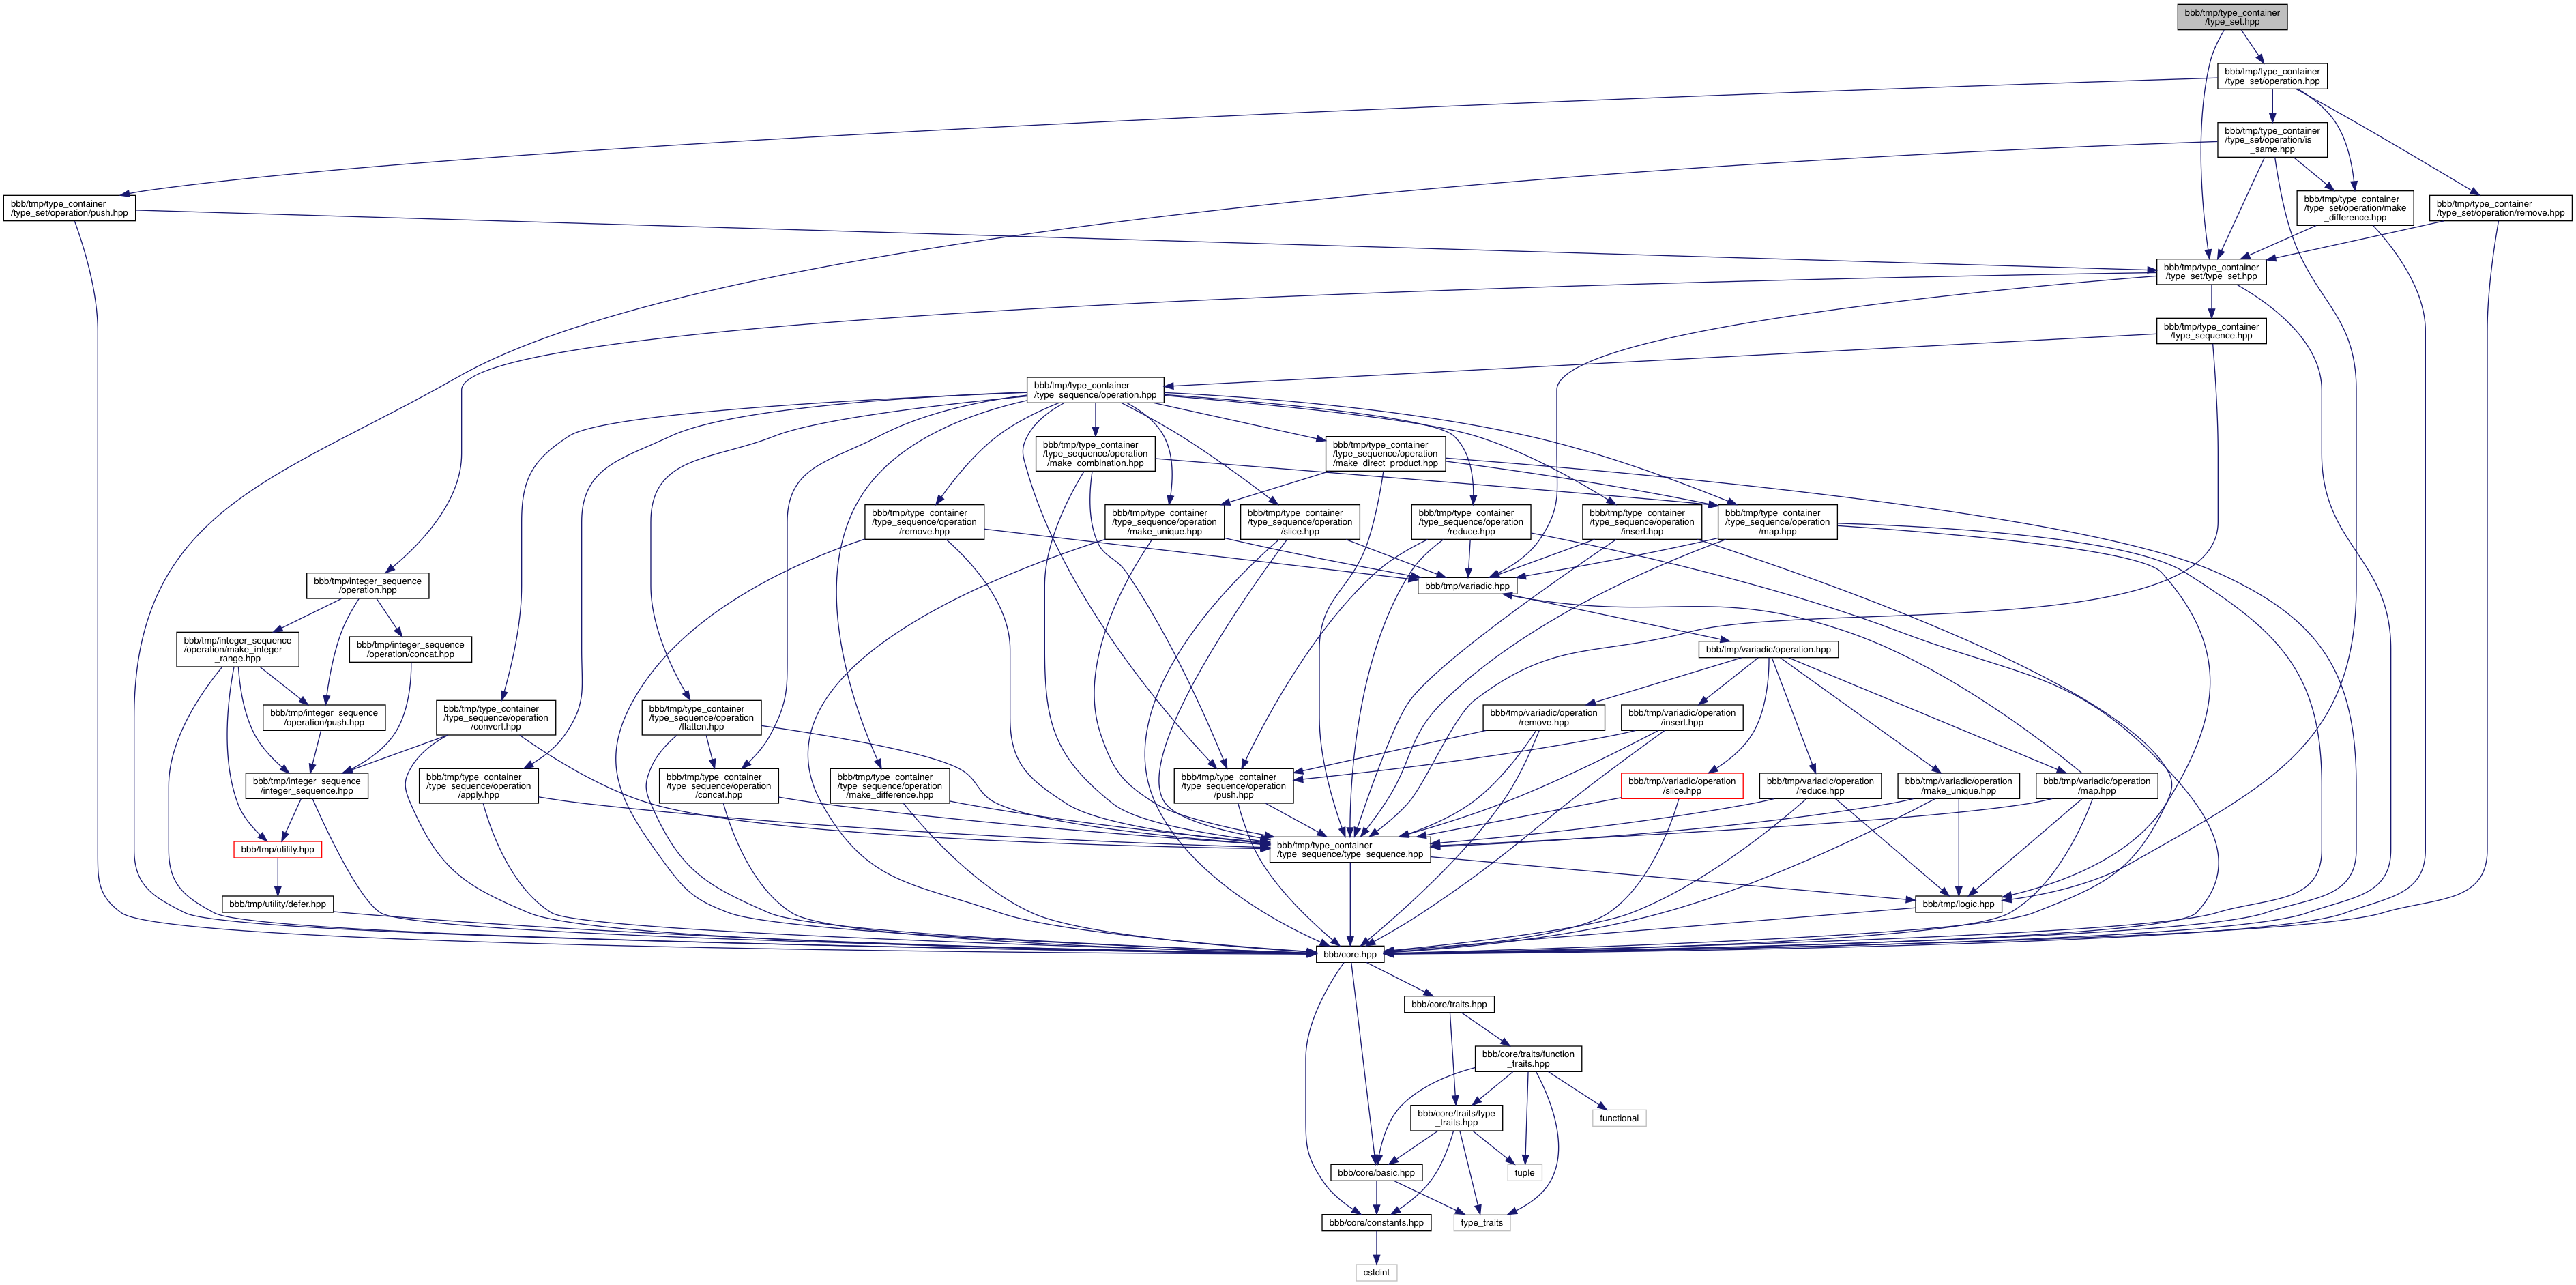 bbb/tmp/type_container
/type_set.hpp
bbb/tmp/type_container
/type_set/operation.hpp
bbb/tmp/type_container
/type_set/operation/is
_same.hpp
bbb/tmp/type_container
/type_set/operation/push.hpp
bbb/tmp/type_container
/type_set/operation/make
_difference.hpp
bbb/tmp/type_container
/type_set/operation/remove.hpp
bbb/tmp/type_container
/type_set/type_set.hpp
bbb/tmp/type_container
/type_sequence.hpp
bbb/tmp/type_container
/type_sequence/operation.hpp
bbb/tmp/type_container
/type_sequence/operation
/make_combination.hpp
bbb/tmp/type_container
/type_sequence/operation
/make_direct_product.hpp
bbb/tmp/type_container
/type_sequence/operation
/remove.hpp
bbb/tmp/type_container
/type_sequence/operation
/make_unique.hpp
bbb/tmp/type_container
/type_sequence/operation
/slice.hpp
bbb/tmp/type_container
/type_sequence/operation
/reduce.hpp
bbb/tmp/type_container
/type_sequence/operation
/insert.hpp
bbb/tmp/type_container
/type_sequence/operation
/map.hpp
bbb/tmp/integer_sequence
/operation.hpp
bbb/tmp/variadic.hpp
bbb/tmp/integer_sequence
/operation/make_integer
_range.hpp
bbb/tmp/integer_sequence
/operation/concat.hpp
bbb/tmp/variadic/operation.hpp
bbb/tmp/integer_sequence
/operation/push.hpp
bbb/tmp/type_container
/type_sequence/operation
/convert.hpp
bbb/tmp/type_container
/type_sequence/operation
/flatten.hpp
bbb/tmp/variadic/operation
/remove.hpp
bbb/tmp/variadic/operation
/insert.hpp
bbb/tmp/integer_sequence
/integer_sequence.hpp
bbb/tmp/type_container
/type_sequence/operation
/apply.hpp
bbb/tmp/type_container
/type_sequence/operation
/concat.hpp
bbb/tmp/type_container
/type_sequence/operation
/make_difference.hpp
bbb/tmp/type_container
/type_sequence/operation
/push.hpp
bbb/tmp/variadic/operation
/slice.hpp
bbb/tmp/variadic/operation
/reduce.hpp
bbb/tmp/variadic/operation
/make_unique.hpp
bbb/tmp/variadic/operation
/map.hpp
bbb/tmp/utility.hpp
bbb/tmp/type_container
/type_sequence/type_sequence.hpp
bbb/tmp/utility/defer.hpp
bbb/tmp/logic.hpp
bbb/core.hpp
bbb/core/traits.hpp
bbb/core/traits/function
_traits.hpp
bbb/core/traits/type
_traits.hpp
functional
bbb/core/basic.hpp
tuple
bbb/core/constants.hpp
type_traits
cstdint